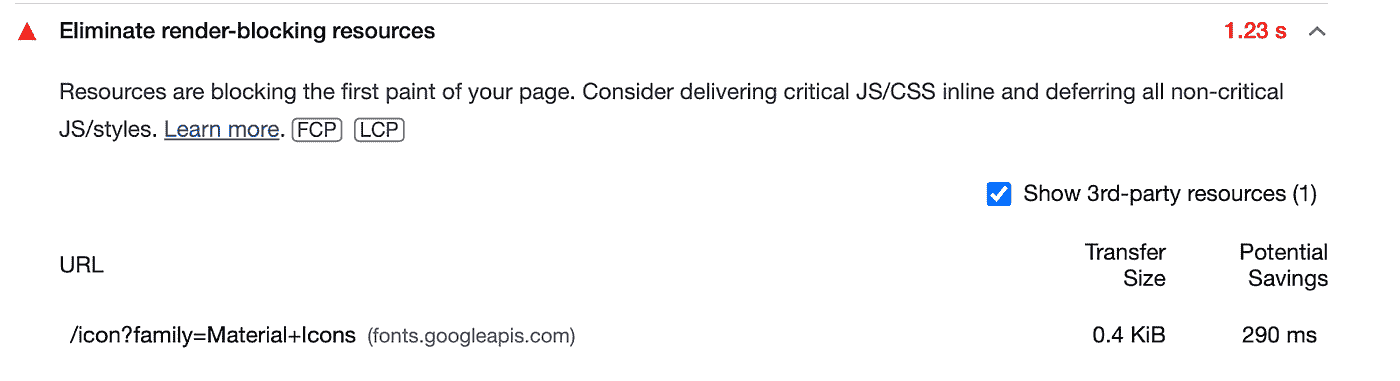 Eliminate render-blocking resources 1.23 s
Resources are blocking the first paint of your page. Consider delivering critical JS/CSS inline and deferring all non-critical
JS/styles. Learn more. FCP LCP
Show 3rd-party resources (1)
URL Transfer Size Potential Savings
/icon?family=Material+Icons (fonts.googleapis.com) 0.4 KiB 290 ms